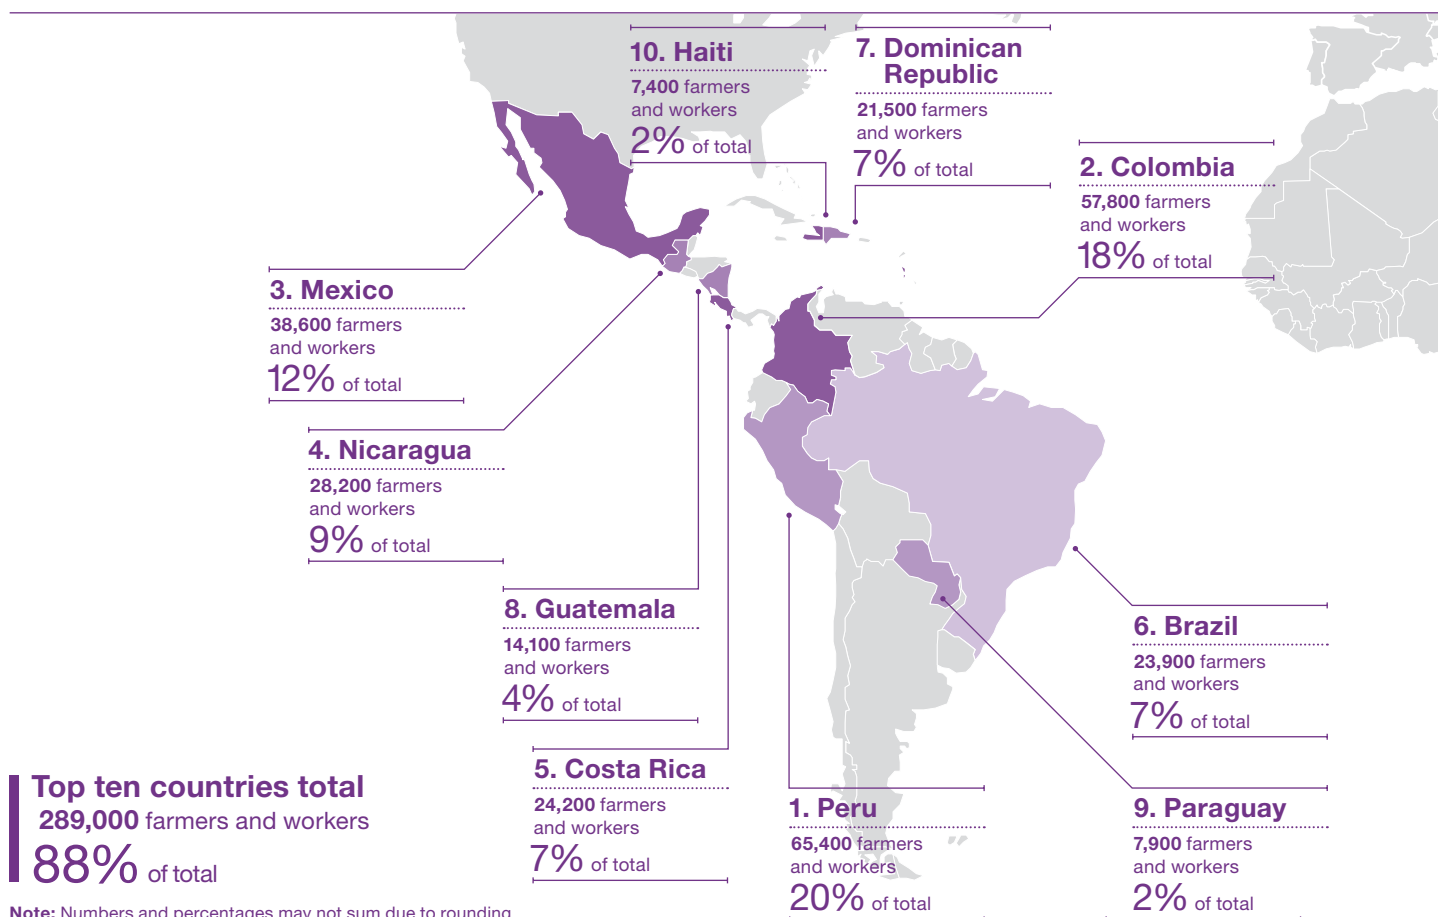 10. Haiti
7,400 farmers
and workers
2% of total
7. Dominican
Republic
21,500 farmers
and workers
7% of total
2. Colombia
57,800 farmers
and workers
18% of total
3. Mexico
38,600 farmers
and workers
12% of total
4. Nicaragua
28,200 farmers
and workers
9% of total
8. Guatemala
14,100 farmers
and workers
4% of total
5. Costa Rica
24,200 farmers
and workers
7% of total
6. Brazil
23,900 farmers
and workers
7% of total
1. Peru
65,400 farmers
and workers
20% of total
9. Paraguay
7,900 farmers
and workers
2% of total
Top ten countries total
289,000 farmers and workers
88% of total
Note: Numbers and percentages may not sum due to rounding